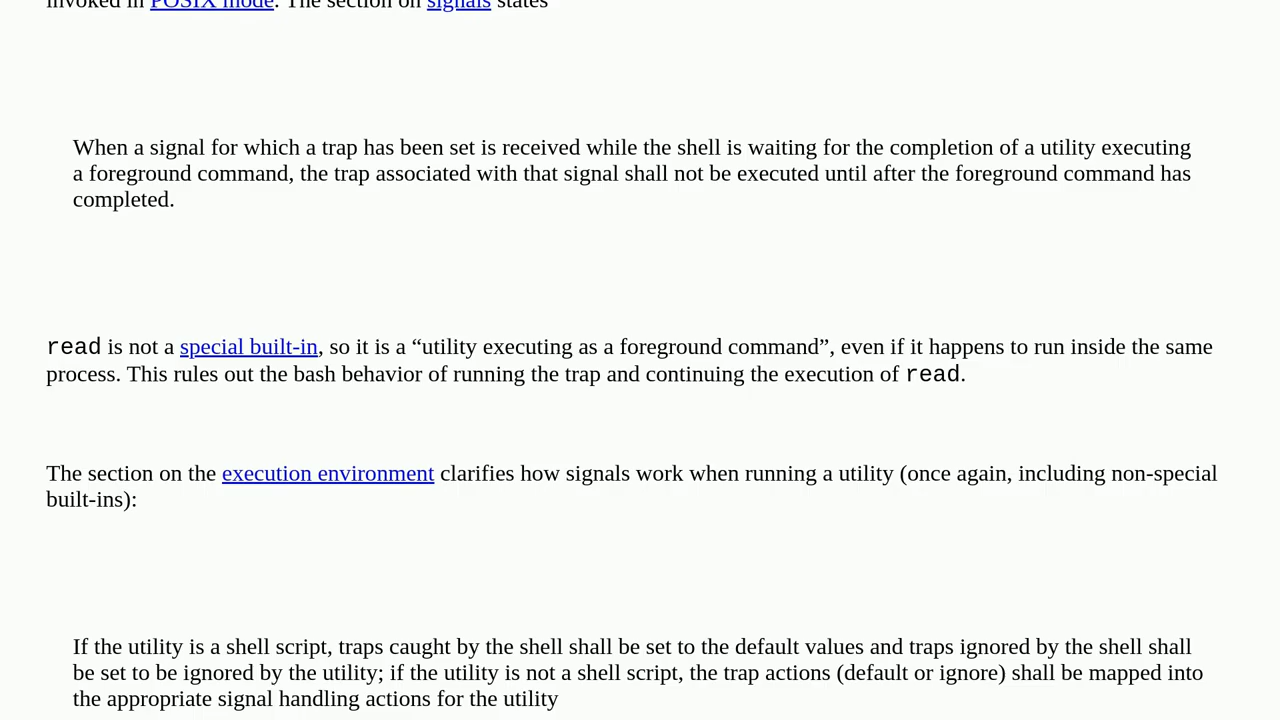 invoked in POSIX mode. The section on signals states
When a signal for which a trap has been set is received while the shell is waiting for the completion of a utility executing
a foreground command, the trap associated with that signal shall not be executed until after the foreground command has
completed.
read is not a special built-in, so it is a “utility executing as a foreground command”, even if it happens to run inside the same
process. This rules out the bash behavior of running the trap and continuing the execution of read.
The section on the execution environment clarifies how signals work when running a utility (once again, including non-special
built-ins):
If the utility is a shell script, traps caught by the shell shall be set to the default values and traps ignored by the shell shall
be set to be ignored by the utility; if the utility is not a shell script, the trap actions (default or ignore) shall be mapped into
the appropriate signal handling actions for the utility